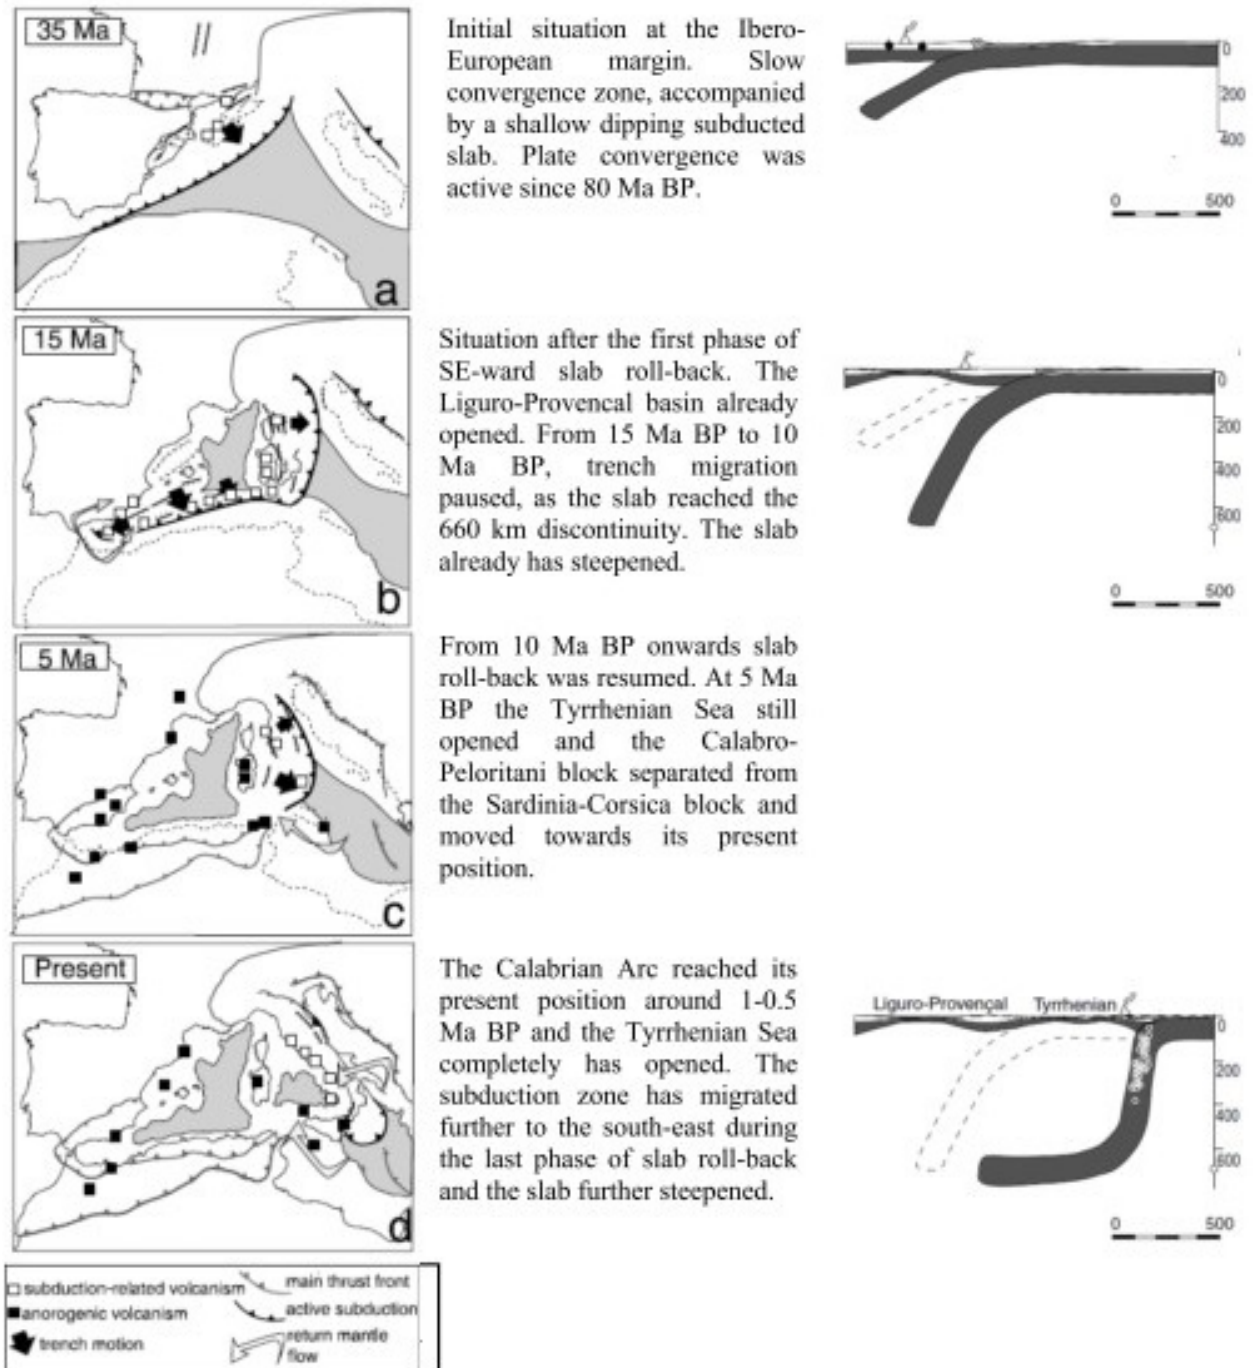 35 Ma
a
Initial situation at the Ibero-
European margin. Slow
convergence zone, accompanied
by a shallow dipping subducted
slab. Plate convergence was
active since 80 Ma BP.
0
200
400
0 500
15 Ma
b
Situation after the first phase of
SE-ward slab roll-back. The
Liguro-Provencal basin already
opened. From 15 Ma BP to 10
Ma BP, trench migration
paused, as the slab reached the
660 km discontinuity. The slab
already has steepened.
0
200
400
600
0 500
5 Ma
c
From 10 Ma BP onwards slab
roll-back was resumed. At 5 Ma
BP the Tyrrhenian Sea still
opened and the Calabro-
Peloritani block separated from
the Sardinia-Corsica block and
moved towards its present
position.
Present
d
The Calabrian Arc reached its
present position around 1-0.5
Ma BP and the Tyrrhenian Sea
completely has opened. The
subduction zone has migrated
further to the south-east during
the last phase of slab roll-back
and the slab further steepened.
Liguro-Provençal Tyrrhenian
0
200
400
600
0 500
subduction-related volcanism
anorogenic volcanism
trench motion
main thrust front
active subduction
return mantle
flow